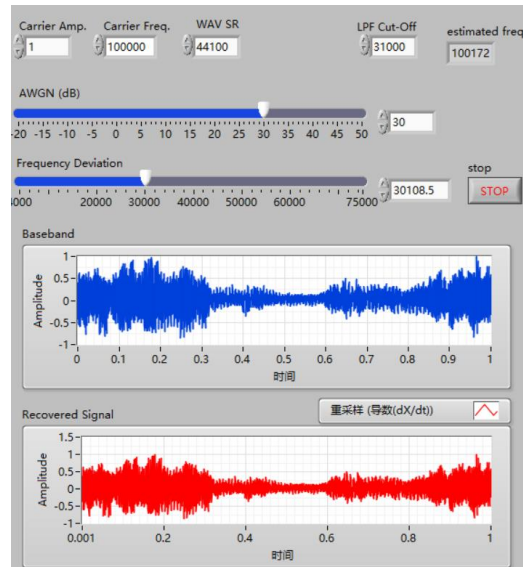 Carrier Amp. Carrier Freq. WAV SR LPF Cut-Off estimated freq
1 100000 44100 31000 100172
AWGN (dB)
30
-20 -15 -10 -5 0 5 10 15 20 25 30 35 40 45 50
Frequency Deviation stop
30108.5 STOP
4000 20000 30000 40000 50000 60000 75000
Baseband
1
0.5
0
-0.5
-1
Amplitude
0 0.1 0.2 0.3 0.4 0.5 0.6 0.7 0.8 0.9 1
时间
Recovered Signal 重采样 (导数(dX/dt))
1.5
1
0.5
0
-0.5
-1
Amplitude
0.001 0.2 0.4 0.6 0.8 1
时间